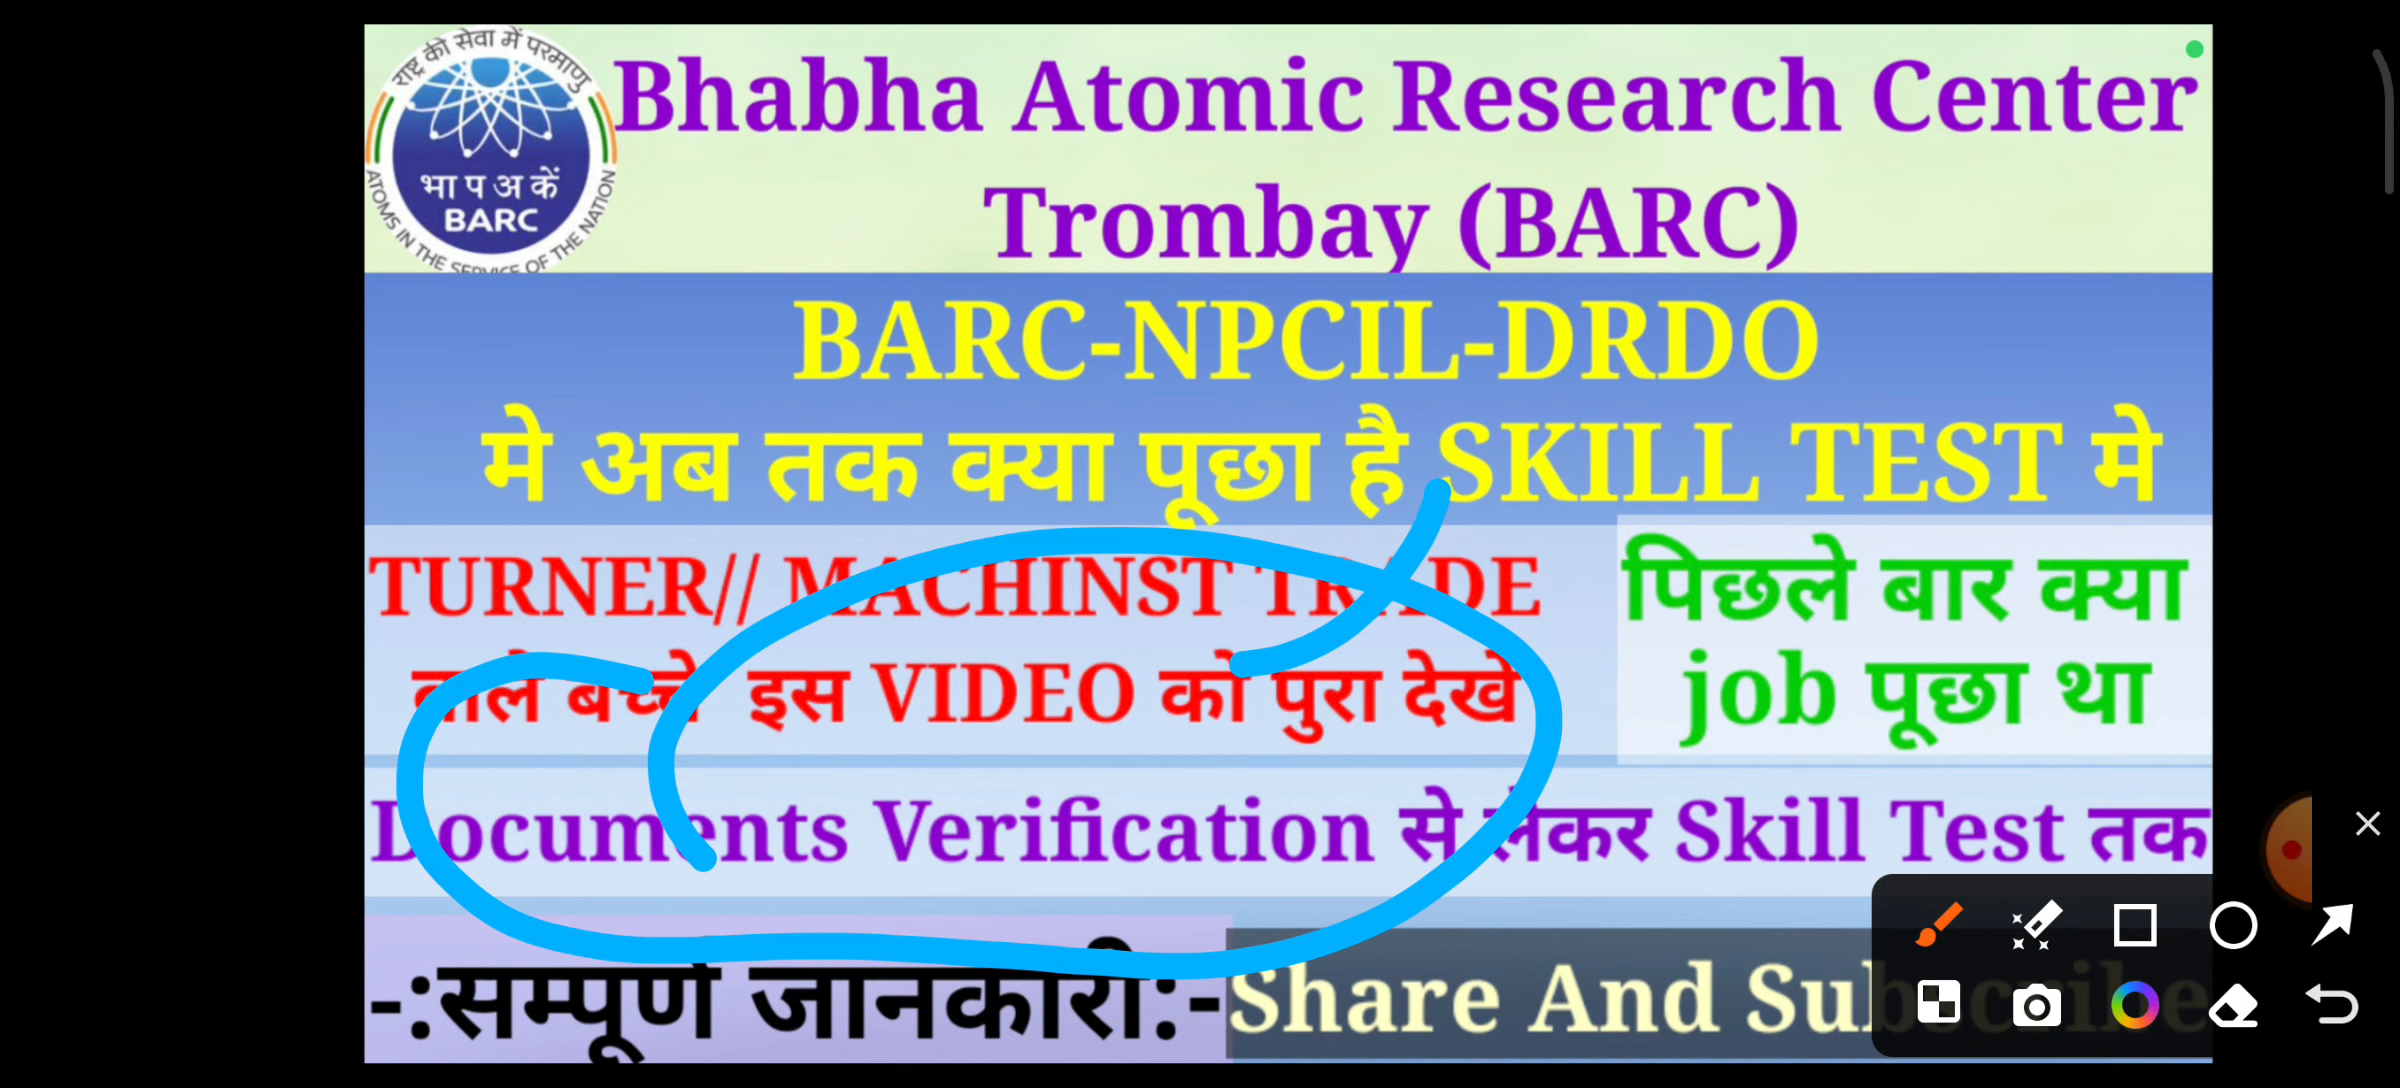 राष्ट्र की सेवा में परमाणु
भा प अ कें
BARC
ATOMS IN THE SERVICE OF THE NATION
Bhabha Atomic Research Center
Trombay (BARC)
BARC-NPCIL-DRDO
मे अब तक क्या पूछा है SKILL TEST मे
TURNER// MACHINST TRADE
वाले बच्चे इस VIDEO को पुरा देखे
पिछले बार क्या
job पूछा था
Documents Verification से लेकर Skill Test तक
-:सम्पूर्ण जानकारी:-
Share And Subscribe